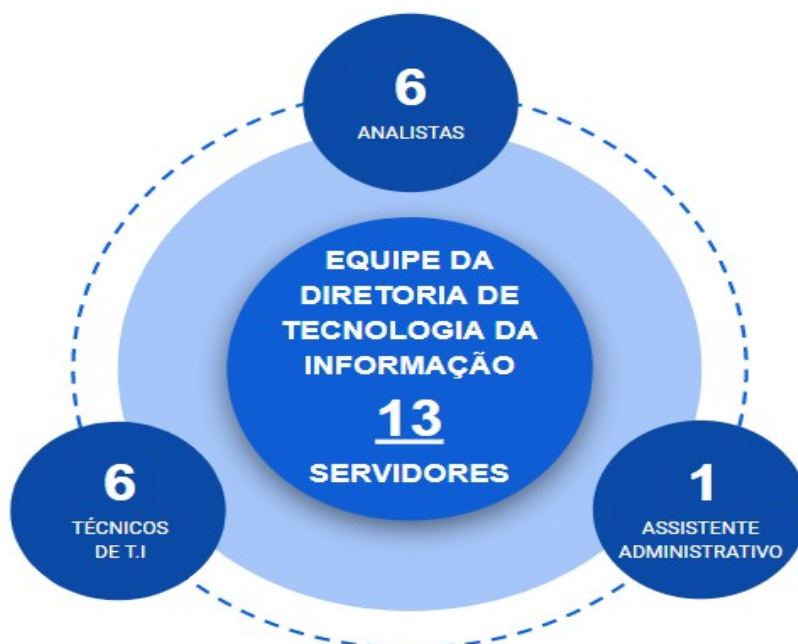 6
ANALISTAS
EQUIPE DA
DIRETORIA DE
TECNOLOGIA DA
INFORMAÇÃO
13
SERVIDORES
6
TÉCNICOS
DE T.I
1
ASSISTENTE
ADMINISTRATIVO